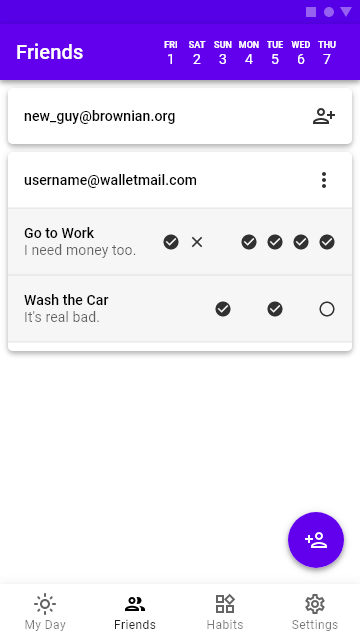 Friends
FRI SAT SUN MON TUE WED THU
1 2 3 4 5 6 7
new_guy@brownian.org
username@walletmail.com
Go to Work
I need money too.
Wash the Car
It's real bad.
My Day Friends Habits Settings